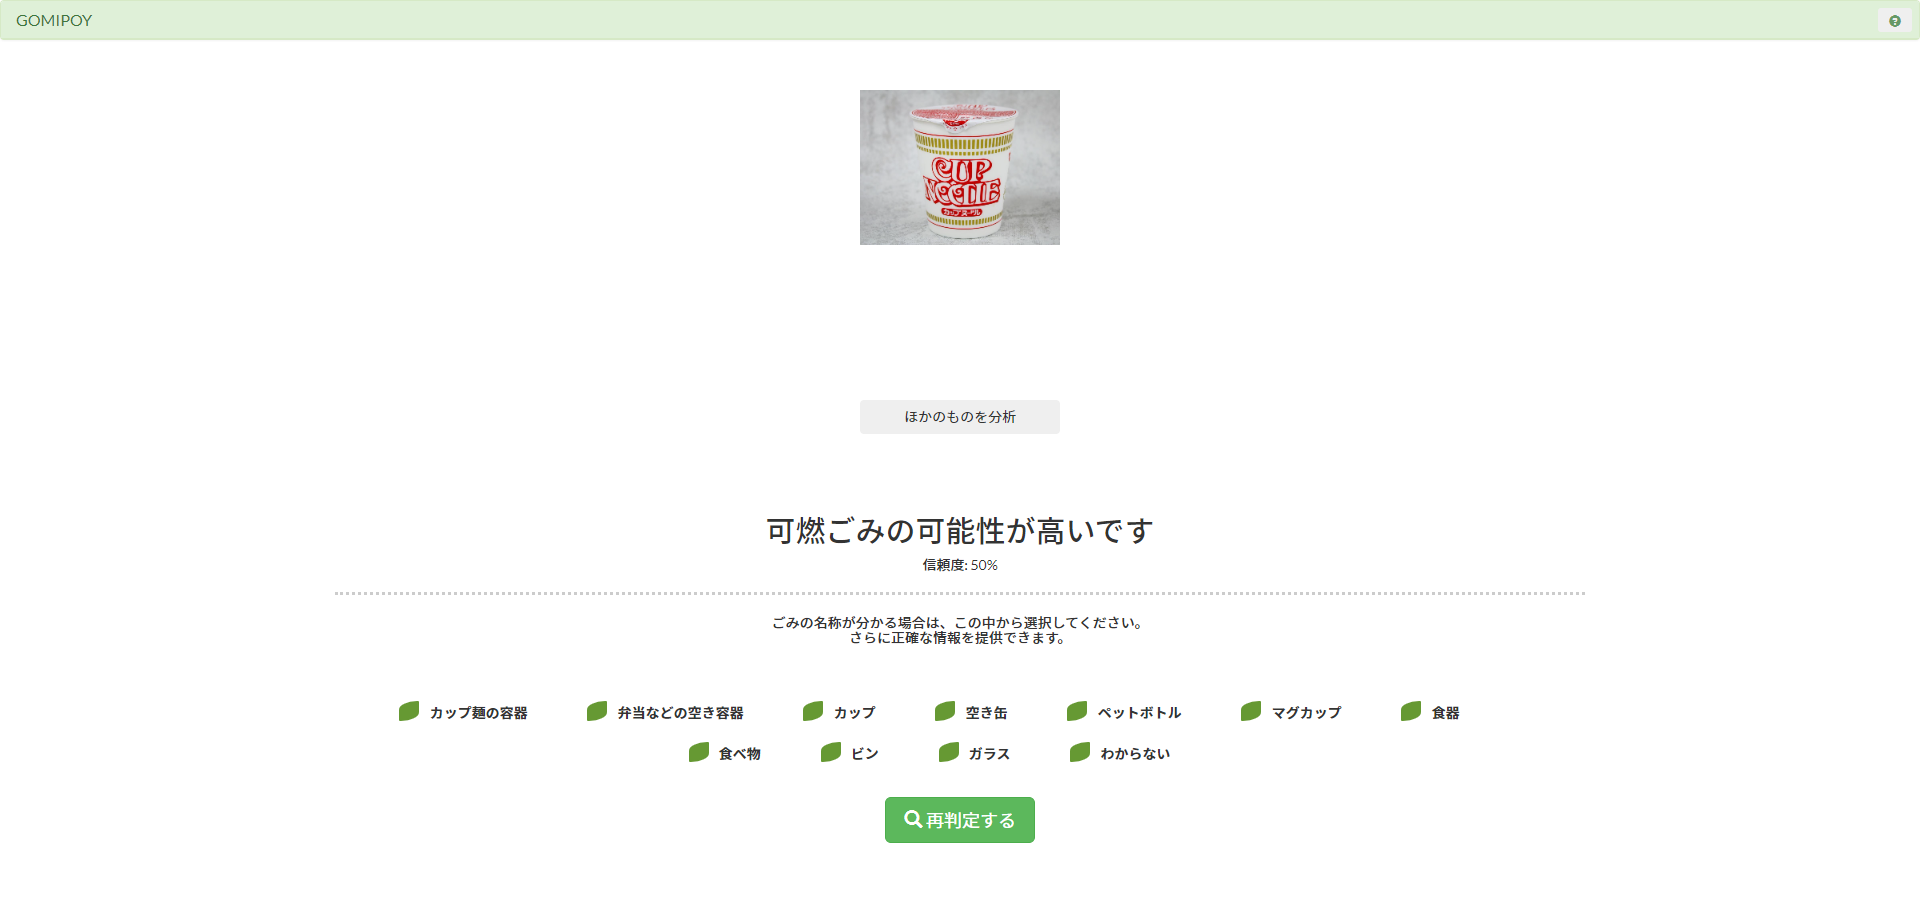 GOMIPOY
CUP
NOODLE
カップヌードル
ほかのものを分析
可燃ごみの可能性が高いです
信頼度: 50%
ごみの名称が分かる場合は、この中から選択してください。
さらに正確な情報を提供できます。
カップ麺の容器 弁当などの空き容器 カップ 空き缶 ペットボトル マグカップ 食器
食べ物 ビン ガラス わからない
再判定する